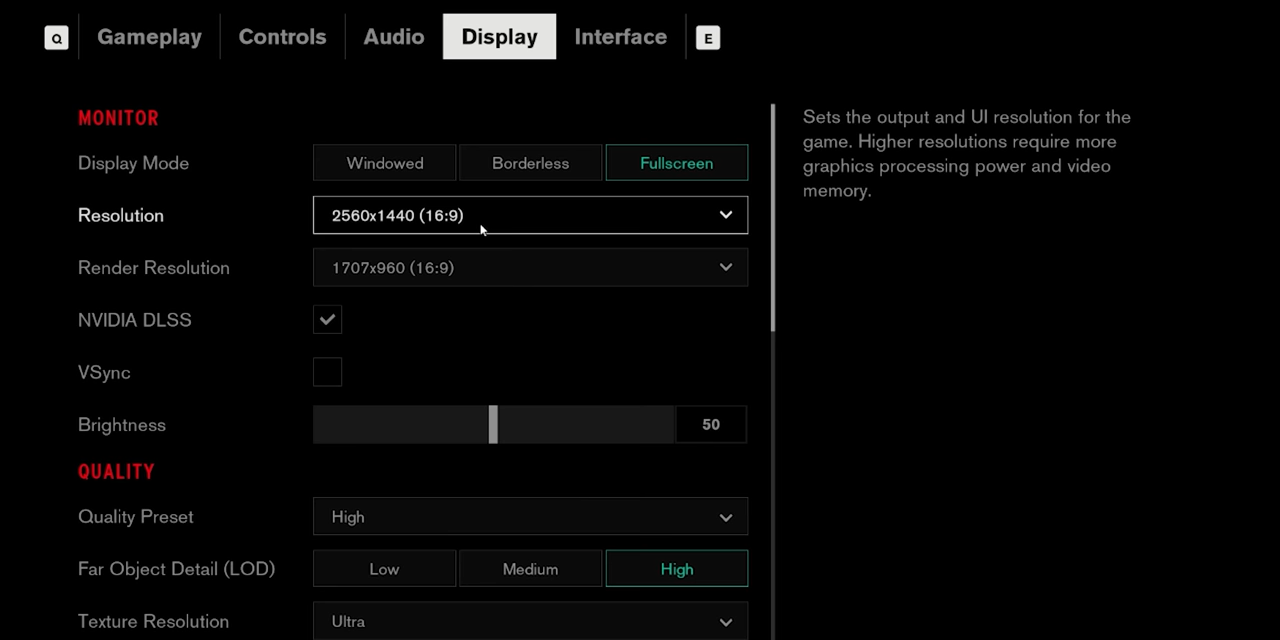 Q Gameplay Controls Audio Display Interface E
MONITOR
Display Mode Windowed Borderless Fullscreen
Resolution 2560x1440 (16:9)
Render Resolution 1707x960 (16:9)
NVIDIA DLSS
VSync
Brightness 50
QUALITY
Quality Preset High
Far Object Detail (LOD) Low Medium High
Texture Resolution Ultra
Sets the output and UI resolution for the
game. Higher resolutions require more
graphics processing power and video
memory.